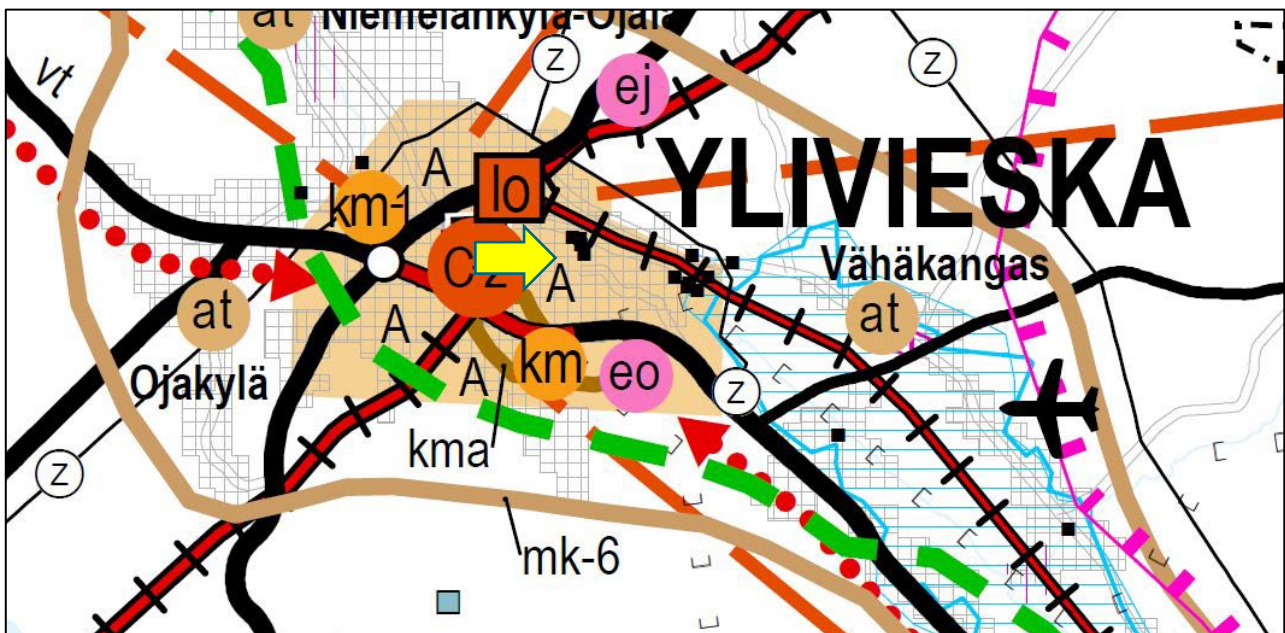 at
Niemelänkylä-Ojala
z
z
vt
ej
A
lo
YLIVIESKA
km-1
Vähäkangas
A
at
at
A
km
eo
Ojakylä
A
z
kma
z
mk-6